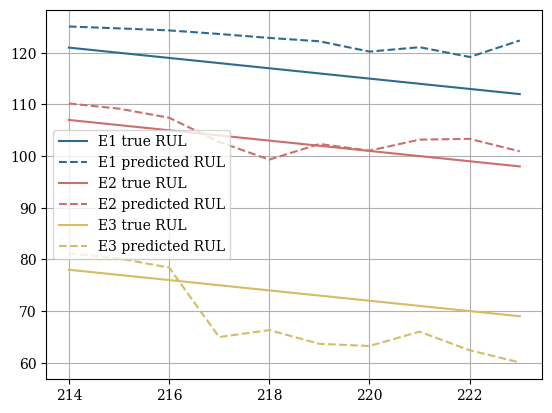 120
110
100
90
80
70
60
E1 true RUL
E1 predicted RUL
E2 true RUL
E2 predicted RUL
E3 true RUL
E3 predicted RUL
214 216 218 220 222